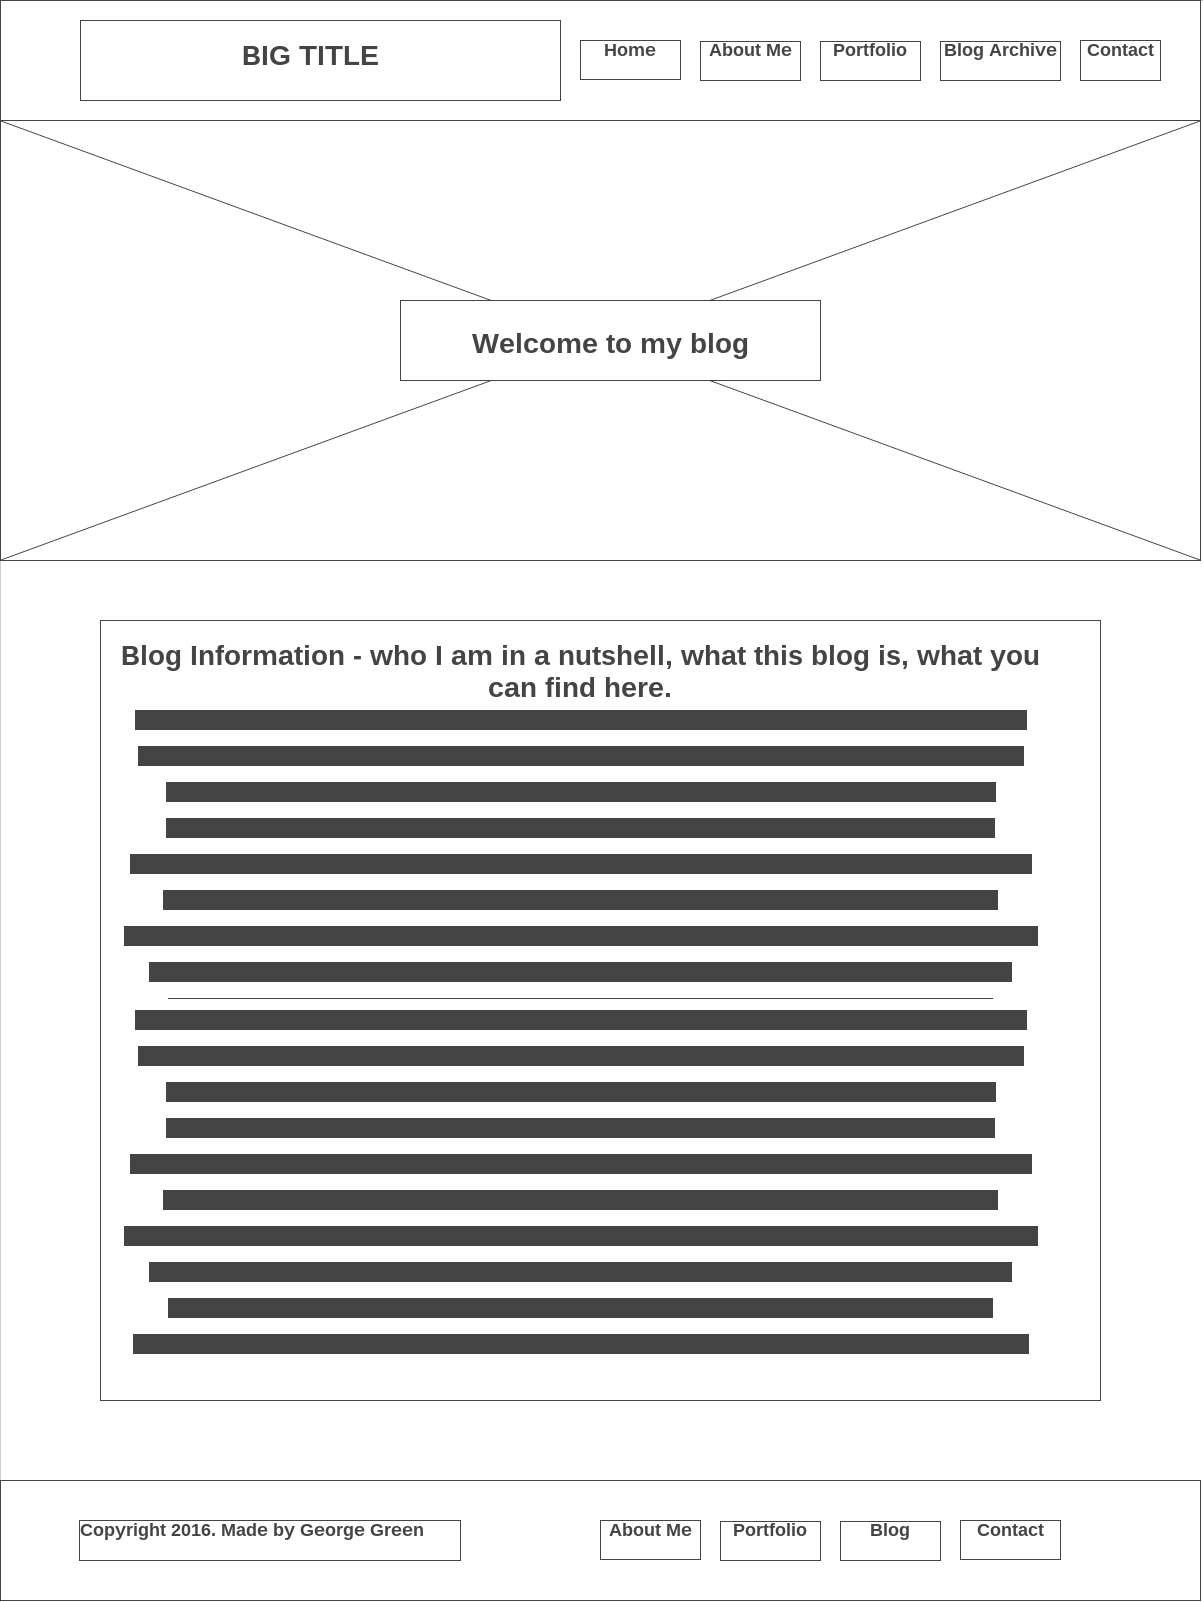 BIG TITLE
Home
About Me
Portfolio
Blog Archive
Contact
Welcome to my blog
Blog Information - who I am in a nutshell, what this blog is, what you
can find here.
Copyright 2016. Made by George Green
About Me
Portfolio
Blog
Contact